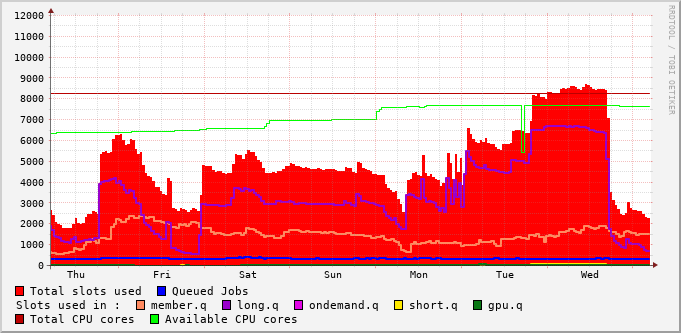 RRDTOOL / TOBI OETIKER
12000
11000
10000
9000
8000
7000
6000
5000
4000
3000
2000
1000
0
Thu Fri Sat Sun Mon Tue Wed
Total slots used Queued Jobs
Slots used in : member.q long.q ondemand.q short.q gpu.q
Total CPU cores Available CPU cores